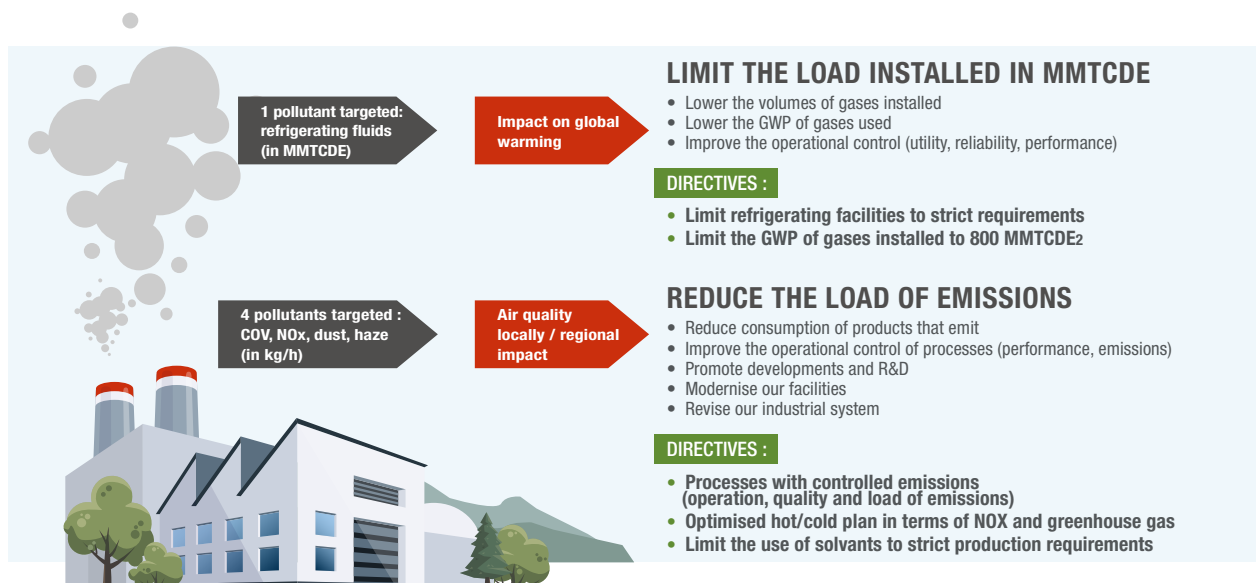 1 pollutant targeted:
refrigerating fluids
(in MMTCDE)
Impact on global
warming
LIMIT THE LOAD INSTALLED IN MMTCDE
• Lower the volumes of gases installed
• Lower the GWP of gases used
• Improve the operational control (utility, reliability, performance)
DIRECTIVES :
• Limit refrigerating facilities to strict requirements
• Limit the GWP of gases installed to 800 MMTCDE2
4 pollutants targeted :
COV, NOx, dust, haze
(in kg/h)
Air quality
locally / regional
impact
REDUCE THE LOAD OF EMISSIONS
• Reduce consumption of products that emit
• Improve the operational control of processes (performance, emissions)
• Promote developments and R&D
• Modernise our facilities
• Revise our industrial system
DIRECTIVES :
• Processes with controlled emissions
(operation, quality and load of emissions)
• Optimised hot/cold plan in terms of NOX and greenhouse gas
• Limit the use of solvants to strict production requirements